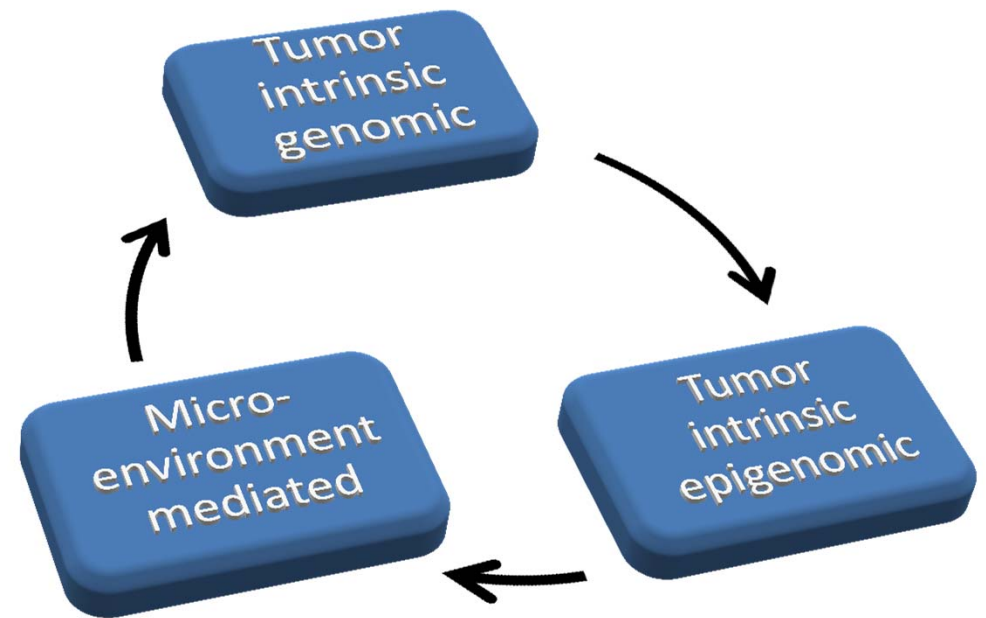 Tumor
intrinsic
genomic
Tumor
intrinsic
epigenomic
Micro-
environment
mediated